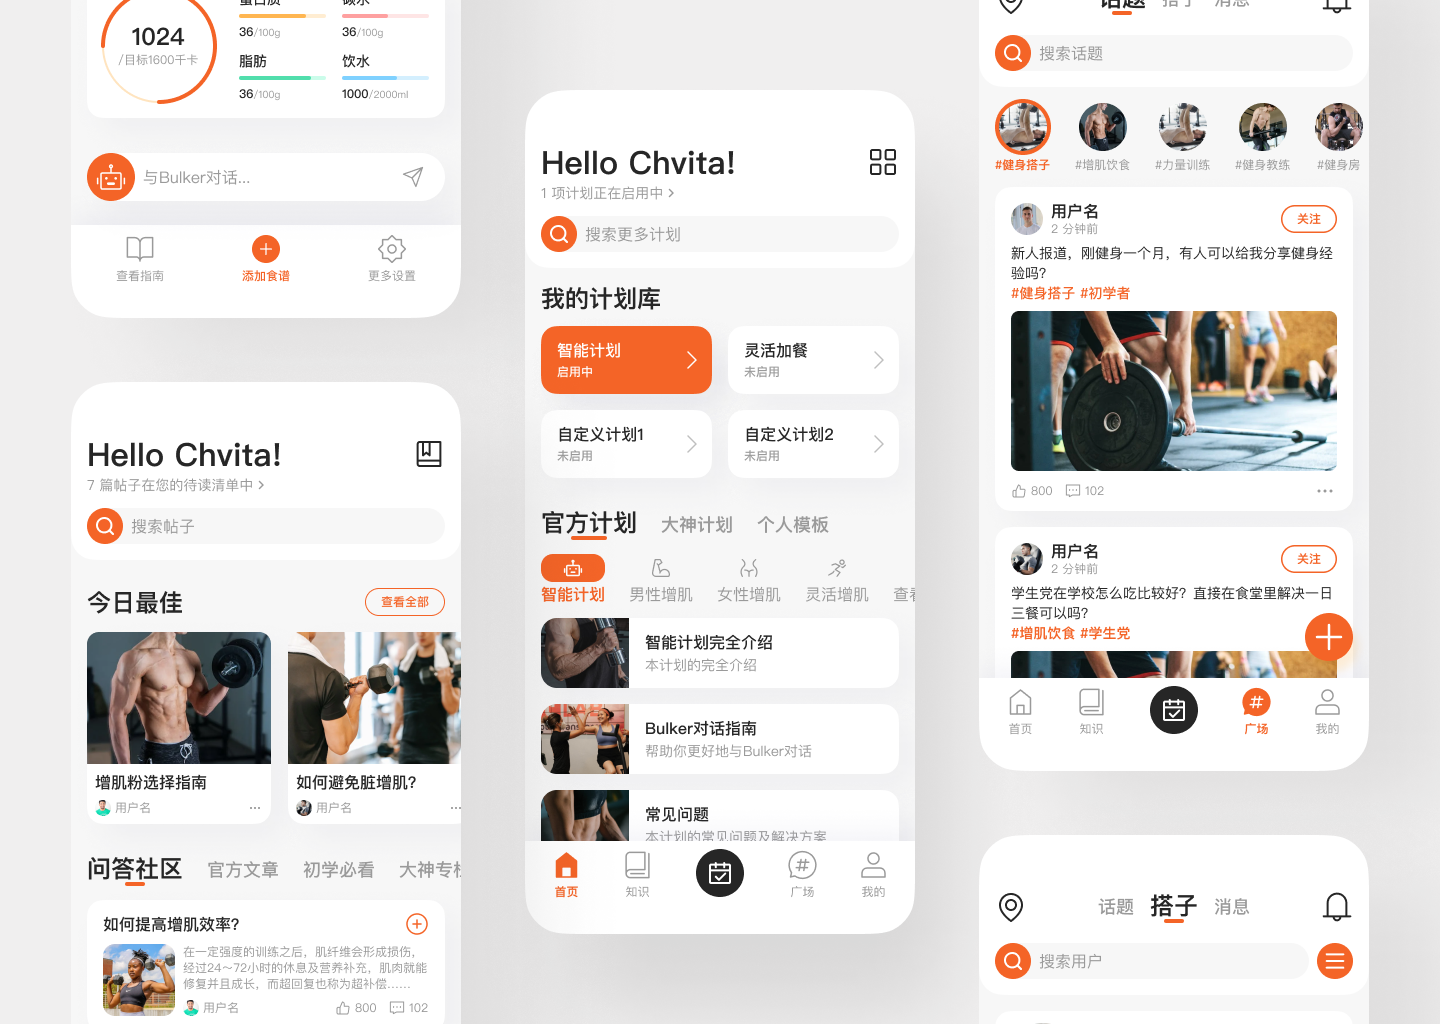 蛋白质
碳水
1024
/目标1600千卡
36/100g
36/100g
脂肪
饮水
36/100g
1000/2000ml
与Bulker对话...
查看指南
添加食谱
更多设置
Hello Chvita!
7 篇帖子在您的待读清单中
搜索帖子
今日最佳
查看全部
增肌粉选择指南
用户名
如何避免脏增肌?
用户名
问答社区
官方文章
初学必看
大神专栏
如何提高增肌效率?
在一定强度的训练之后，肌纤维会形成损伤，
经过24～72小时的休息及营养补充，肌肉就能
修复并且成长，而超回复也称为超补偿……
用户名
800
102
Hello Chvita!
1 项计划正在启用中
搜索更多计划
我的计划库
智能计划
启用中
灵活加餐
未启用
自定义计划1
未启用
自定义计划2
未启用
官方计划
大神计划
个人模板
智能计划
男性增肌
女性增肌
灵活增肌
查看
智能计划完全介绍
本计划的完全介绍
Bulker对话指南
帮助你更好地与Bulker对话
常见问题
本计划的常见问题及解决方案
首页
知识
广场
我的
话题
搭子
消息
搜索话题
#健身搭子
#增肌饮食
#力量训练
#健身教练
#健身房
用户名
2 分钟前
关注
新人报道，刚健身一个月，有人可以给我分享健身经
验吗?
#健身搭子 #初学者
800
102
用户名
2 分钟前
关注
学生党在学校怎么吃比较好？直接在食堂里解决一日
三餐可以吗?
#增肌饮食 #学生党
首页
知识
广场
我的
话题
搭子
消息
搜索用户